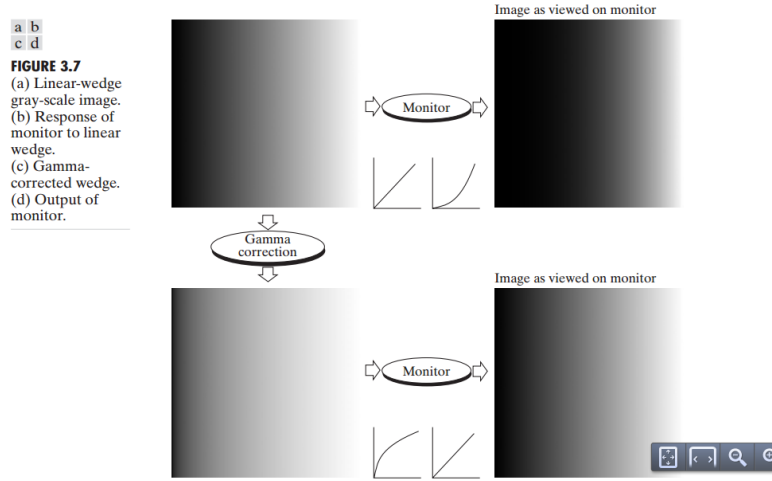 a b
c d
FIGURE 3.7
(a) Linear-wedge
gray-scale image.
(b) Response of
monitor to linear
wedge.
(c) Gamma-
corrected wedge.
(d) Output of
monitor.
Image as viewed on monitor
Monitor
Gamma
correction
Image as viewed on monitor
Monitor